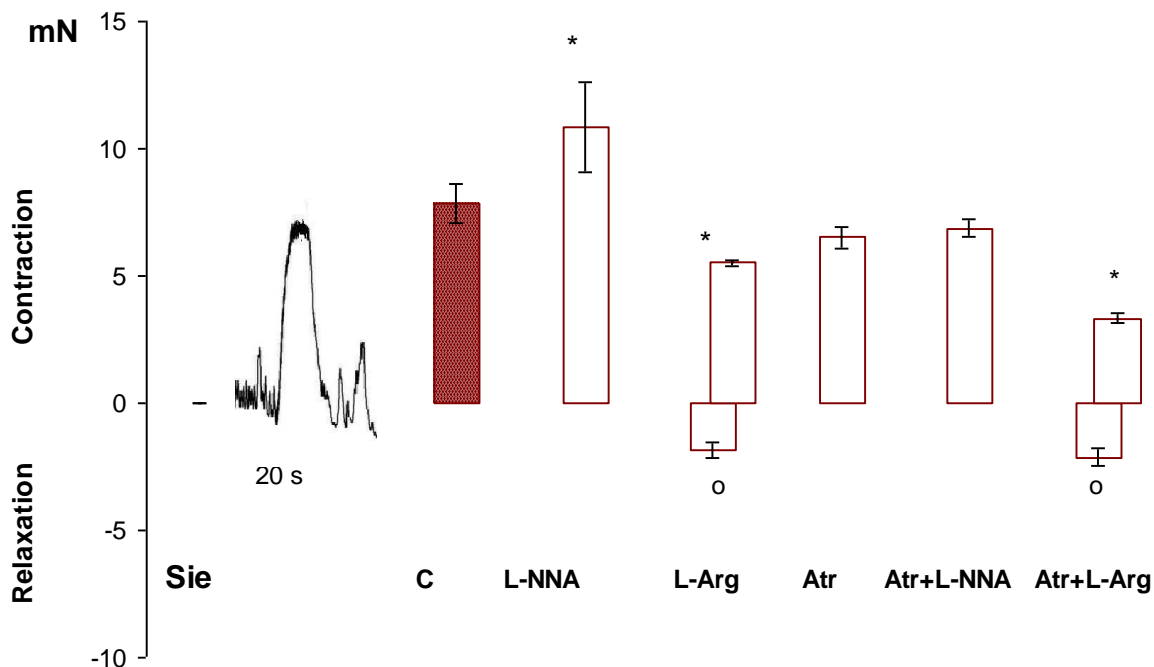 mN
15
10
5
0
-5
-10
Contraction
Relaxation
*
*
*
o
o
20 s
Sie
C L-NNA L-Arg Atr Atr+L-NNA Atr+L-Arg